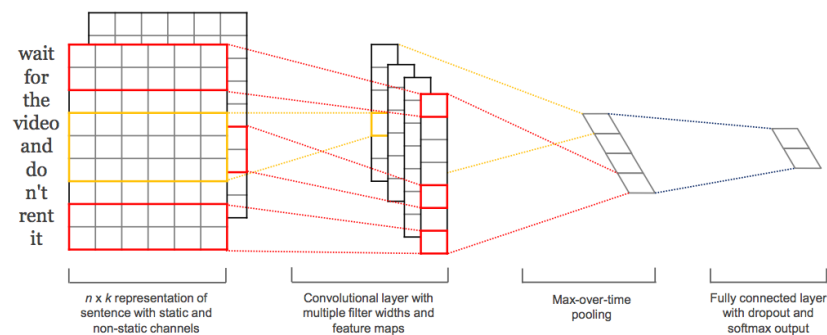 wait
for
the
video
and
do
n't
rent
it
n x k representation of
sentence with static and
non-static channels
Convolutional layer with
multiple filter widths and
feature maps
Max-over-time
pooling
Fully connected layer
with dropout and
softmax output